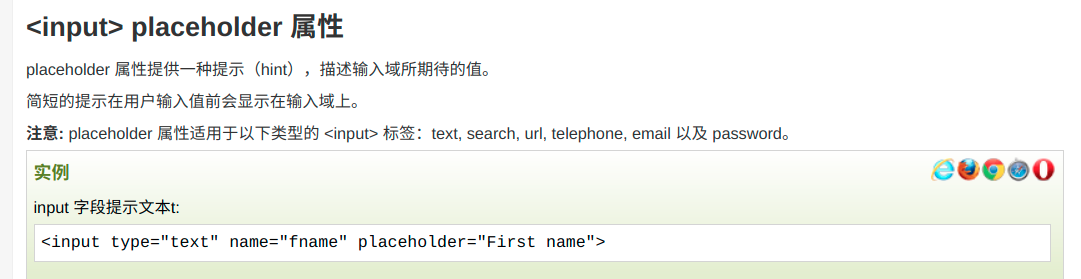 <input> placeholder 属性
placeholder 属性提供一种提示（hint），描述输入域所期待的值。
简短的提示在用户输入值前会显示在输入域上。
注意: placeholder 属性适用于以下类型的 <input> 标签：text, search, url, telephone, email 以及 password。
实例
input 字段提示文本t:
<input type="text" name="fname" placeholder="First name">